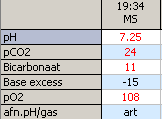 19:34
MS
pH 7.25
pCO2 24
Bicarbonaat 11
Base excess -15
pO2 108
afn.pH/gas art